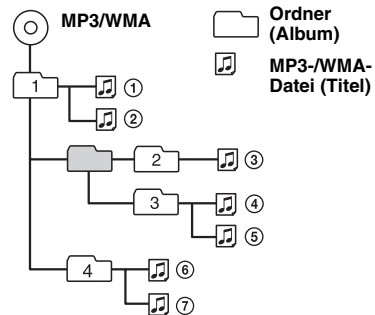 MP3/WMA
Ordner
(Album)
MP3-/WMA-
Datei (Titel)
1
①
②
2
③
3
④
⑤
4
⑥
⑦